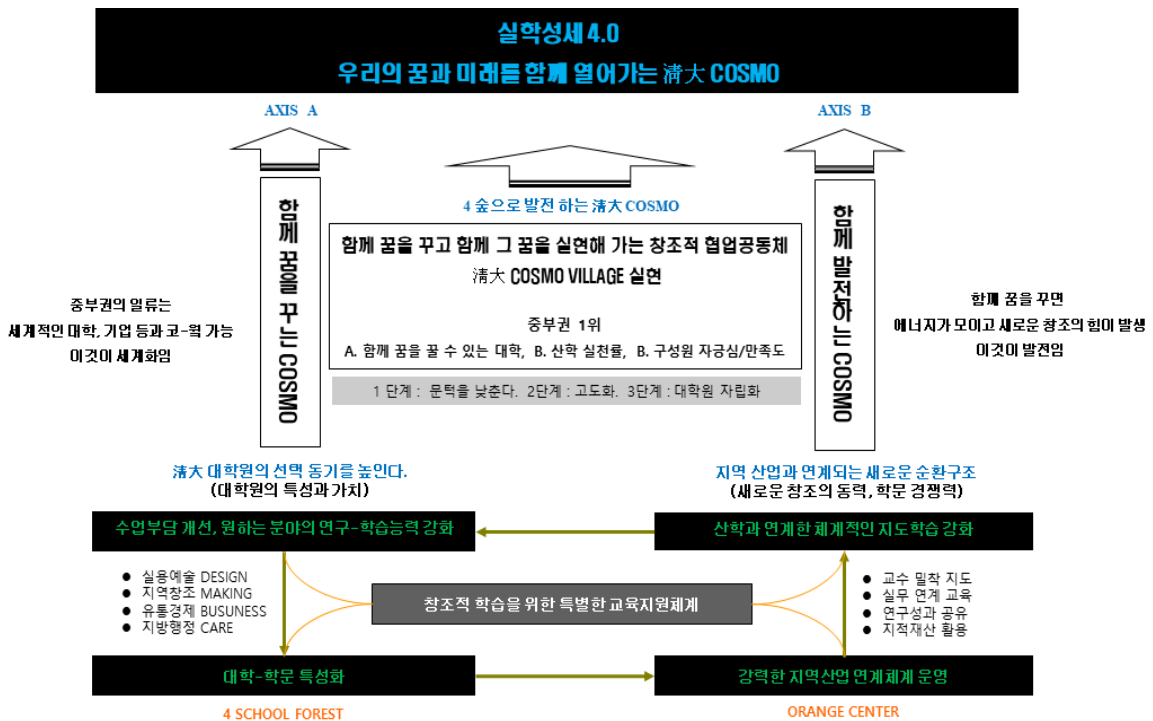 실학성세 4.0
우리의 꿈과 미래를 함께 열어가는 淸大 COSMO
AXIS A
AXIS B
4 숲으로 발전 하는 淸大 COSMO
함께 꿈을 꾸는 COSMO
함께 꿈을 꾸고 함께 그 꿈을 실현해 가는 창조적 협업공동체
淸大 COSMO VILLAGE 실현
중부권 1위
A. 함께 꿈을 꿀 수 있는 대학, B. 산학 실천률, B. 구성원 자긍심/만족도
함께 발전하는 COSMO
중부권의 일류는
세계적인 대학, 기업 등과 코-웍 가능
이것이 세계화임
함께 꿈을 꾸면
에너지가 모이고 새로운 창조의 힘이 발생
이것이 발전임
1 단계 : 문턱을 낮춘다. 2단계 : 고도화. 3단계 : 대학원 자립화
淸大 대학원의 선택 동기를 높인다.
(대학원의 특성과 가치)
지역 산업과 연계되는 새로운 순환구조
(새로운 창조의 동력, 학문 경쟁력)
수업부담 개선, 원하는 분야의 연구-학습능력 강화
산학과 연계한 체계적인 지도학습 강화
● 실용예술 DESIGN
● 지역창조 MAKING
● 유통경제 BUSUNESS
● 지방행정 CARE
창조적 학습을 위한 특별한 교육지원체계
● 교수 밀착 지도
● 실무 연계 교육
● 연구성과 공유
● 지적재산 활용
대학-학문 특성화
강력한 지역산업 연계체계 운영
4 SCHOOL FOREST
ORANGE CENTER